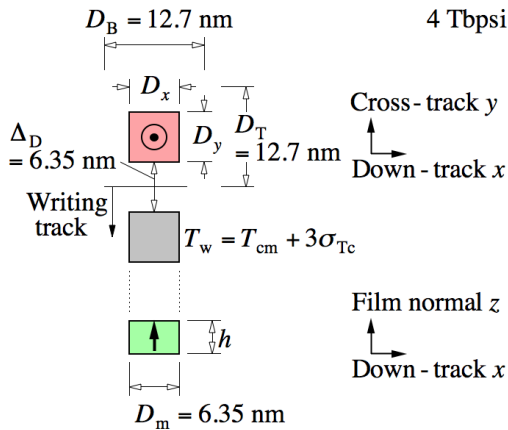 D_B = 12.7 nm
4 Tbpsi
D_x
Cross-track y
Δ_D = 6.35 nm
D_y
D_T = 12.7 nm
Down-track x
Writing track
T_w = T_cm + 3σ_Tc
Film normal z
h
Down-track x
D_m = 6.35 nm